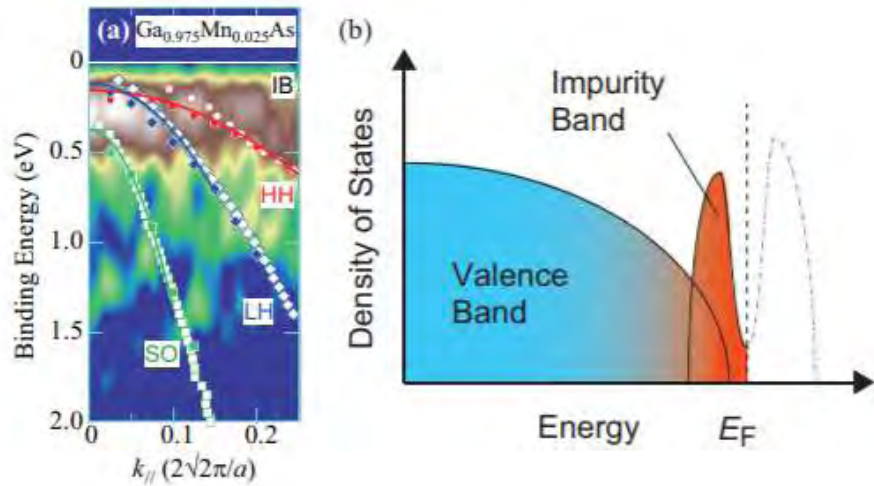 (a) Ga0.975Mn0.025As
IB
HH
LH
SO
0
0.5
1.0
1.5
2.0
Binding Energy (eV)
0 0.1 0.2
k// (2√2π/a)
(b)
Impurity
Band
Valence
Band
Density of States
Energy
EF